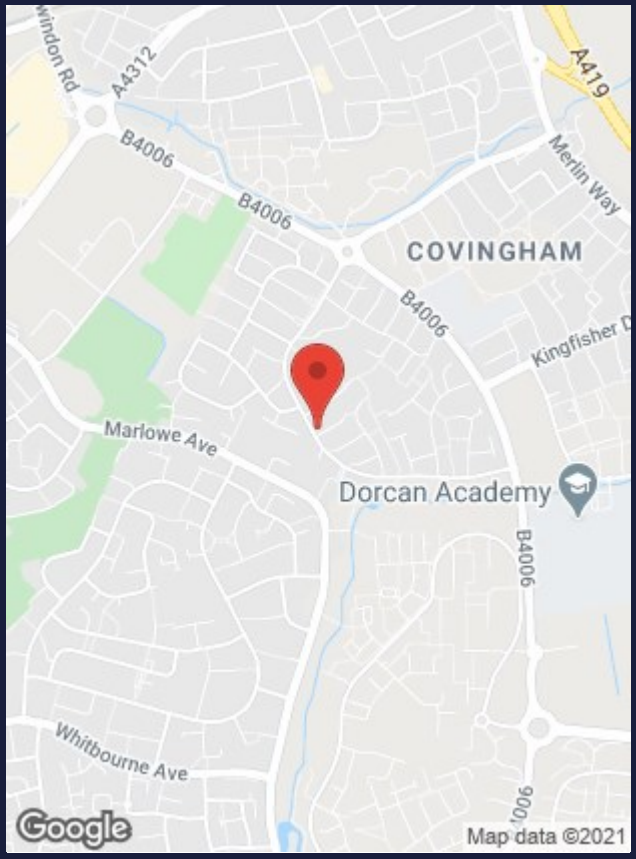 windon Rd
A4312
A419
B4006
Merlin Way
B4006
COVINGHAM
B4006
Kingfisher D
Marlowe Ave
Dorcan Academy
B4006
Whitbourne Ave
Google
Map data ©2021